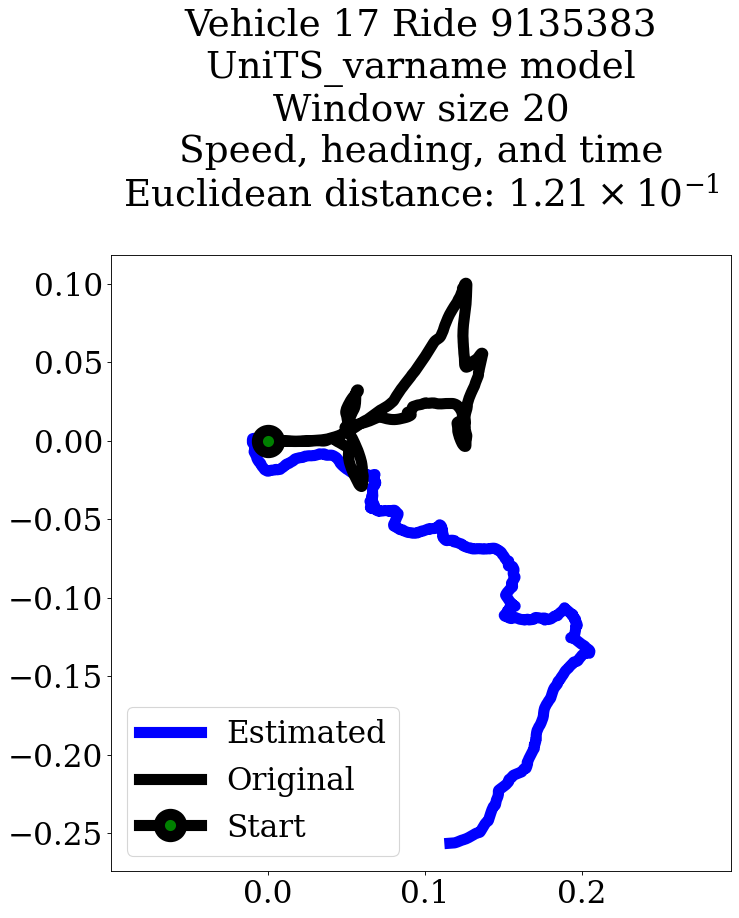 Vehicle 17 Ride 9135383
UniTS_varname model
Window size 20
Speed, heading, and time
Euclidean distance: 1.21 × 10⁻¹
0.10
0.05
0.00
−0.05
−0.10
−0.15
−0.20
−0.25
Estimated
Original
Start
0.0 0.1 0.2